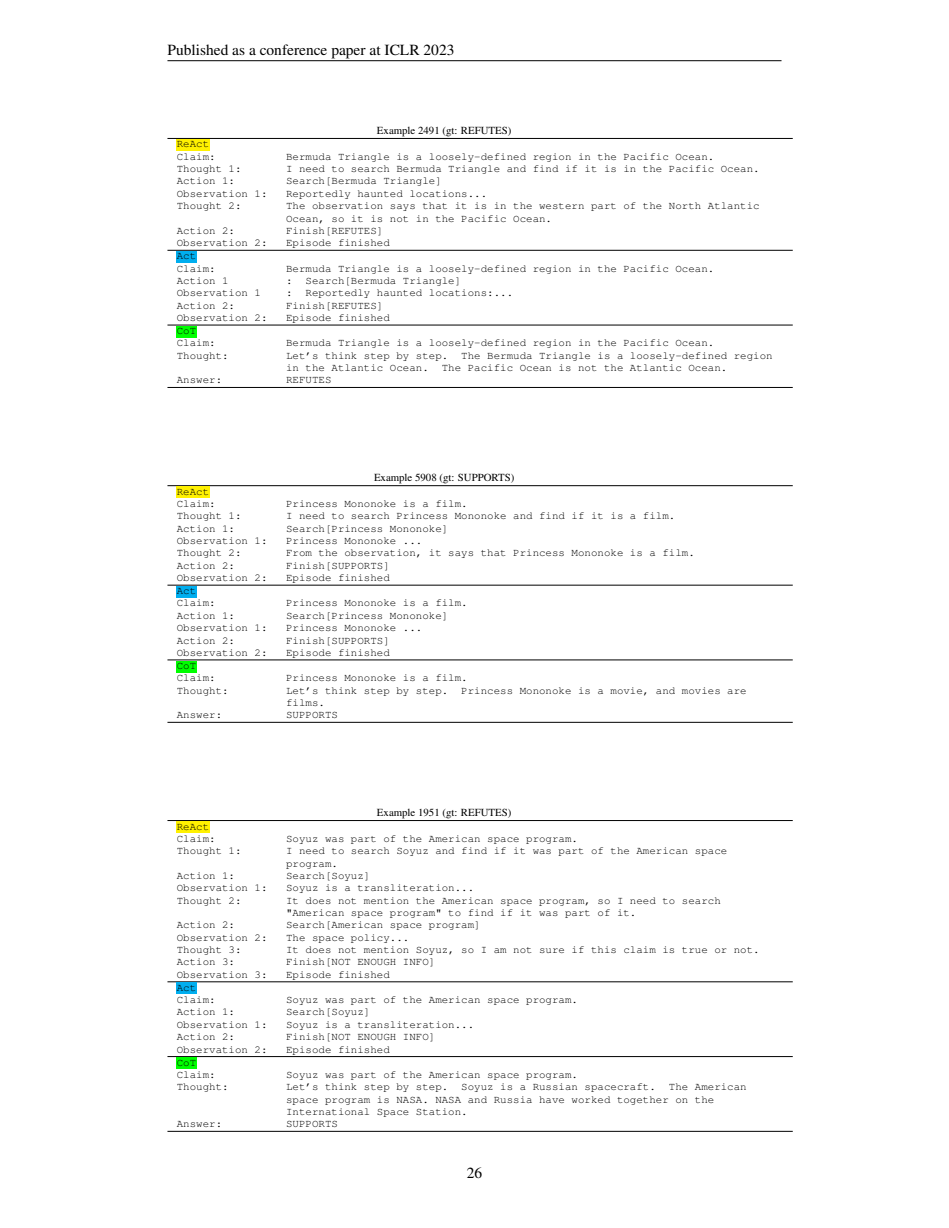 Published as a conference paper at ICLR 2023
Example 2491 (gt: REFUTES)
ReAct
Claim: Bermuda Triangle is a loosely-defined region in the Pacific Ocean.
Thought 1: I need to search Bermuda Triangle and find if it is in the Pacific Ocean.
Action 1: Search[Bermuda Triangle]
Observation 1: Reportedly haunted locations...
Thought 2: The observation says that it is in the western part of the North Atlantic
Ocean, so it is not in the Pacific Ocean.
Action 2: Finish[REFUTES]
Observation 2: Episode finished
Act
Claim: Bermuda Triangle is a loosely-defined region in the Pacific Ocean.
Action 1 : Search[Bermuda Triangle]
Observation 1 : Reportedly haunted locations:...
Action 2: Finish[REFUTES]
Observation 2: Episode finished
CoT
Claim: Bermuda Triangle is a loosely-defined region in the Pacific Ocean.
Thought: Let's think step by step. The Bermuda Triangle is a loosely-defined region
in the Atlantic Ocean. The Pacific Ocean is not the Atlantic Ocean.
Answer: REFUTES
Example 5908 (gt: SUPPORTS)
ReAct
Claim: Princess Mononoke is a film.
Thought 1: I need to search Princess Mononoke and find if it is a film.
Action 1: Search[Princess Mononoke]
Observation 1: Princess Mononoke ...
Thought 2: From the observation, it says that Princess Mononoke is a film.
Action 2: Finish[SUPPORTS]
Observation 2: Episode finished
Act
Claim: Princess Mononoke is a film.
Action 1: Search[Princess Mononoke]
Observation 1: Princess Mononoke ...
Action 2: Finish[SUPPORTS]
Observation 2: Episode finished
CoT
Claim: Princess Mononoke is a film.
Thought: Let's think step by step. Princess Mononoke is a movie, and movies are
films.
Answer: SUPPORTS
Example 1951 (gt: REFUTES)
ReAct
Claim: Soyuz was part of the American space program.
Thought 1: I need to search Soyuz and find if it was part of the American space
program.
Action 1: Search[Soyuz]
Observation 1: Soyuz is a transliteration...
Thought 2: It does not mention the American space program, so I need to search
"American space program" to find if it was part of it.
Action 2: Search[American space program]
Observation 2: The space policy...
Thought 3: It does not mention Soyuz, so I am not sure if this claim is true or not.
Action 3: Finish[NOT ENOUGH INFO]
Observation 3: Episode finished
Act
Claim: Soyuz was part of the American space program.
Action 1: Search[Soyuz]
Observation 1: Soyuz is a transliteration...
Action 2: Finish[NOT ENOUGH INFO]
Observation 2: Episode finished
CoT
Claim: Soyuz was part of the American space program.
Thought: Let's think step by step. Soyuz is a Russian spacecraft. The American
space program is NASA. NASA and Russia have worked together on the
International Space Station.
Answer: SUPPORTS
26